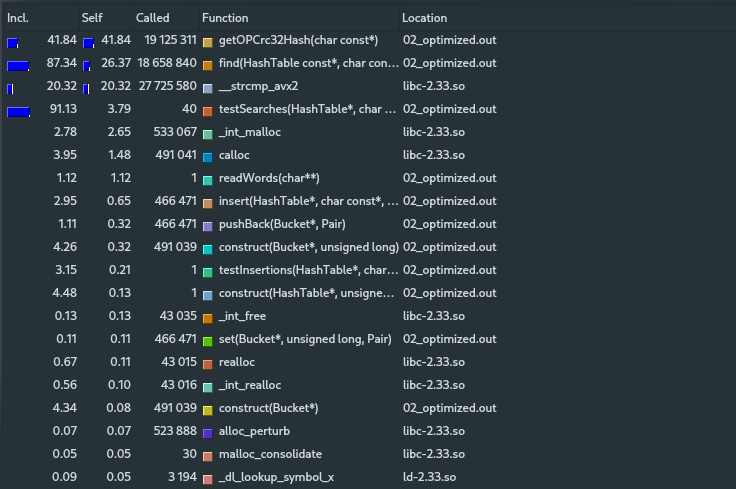 Incl. Self Called Function Location
41.84 41.84 19 125 311 getOPCrc32Hash(char const*) 02_optimized.out
87.34 26.37 18 658 840 find(HashTable const*, char con... 02_optimized.out
20.32 20.32 27 725 580 __strcmp_avx2 libc-2.33.so
91.13 3.79 40 testSearches(HashTable*, char ... 02_optimized.out
2.78 2.65 533 067 _int_malloc libc-2.33.so
3.95 1.48 491 041 calloc libc-2.33.so
1.12 1.12 1 readWords(char**) 02_optimized.out
2.95 0.65 466 471 insert(HashTable*, char const*, ... 02_optimized.out
1.11 0.32 466 471 pushBack(Bucket*, Pair) 02_optimized.out
4.26 0.32 491 039 construct(Bucket*, unsigned long) 02_optimized.out
3.15 0.21 1 testInsertions(HashTable*, char... 02_optimized.out
4.48 0.13 1 construct(HashTable*, unsigne... 02_optimized.out
0.13 0.13 43 035 _int_free libc-2.33.so
0.11 0.11 466 471 set(Bucket*, unsigned long, Pair) 02_optimized.out
0.67 0.11 43 015 realloc libc-2.33.so
0.56 0.10 43 016 _int_realloc libc-2.33.so
4.34 0.08 491 039 construct(Bucket*) 02_optimized.out
0.07 0.07 523 888 alloc_perturb libc-2.33.so
0.05 0.05 30 malloc_consolidate libc-2.33.so
0.09 0.05 3 194 _dl_lookup_symbol_x ld-2.33.so